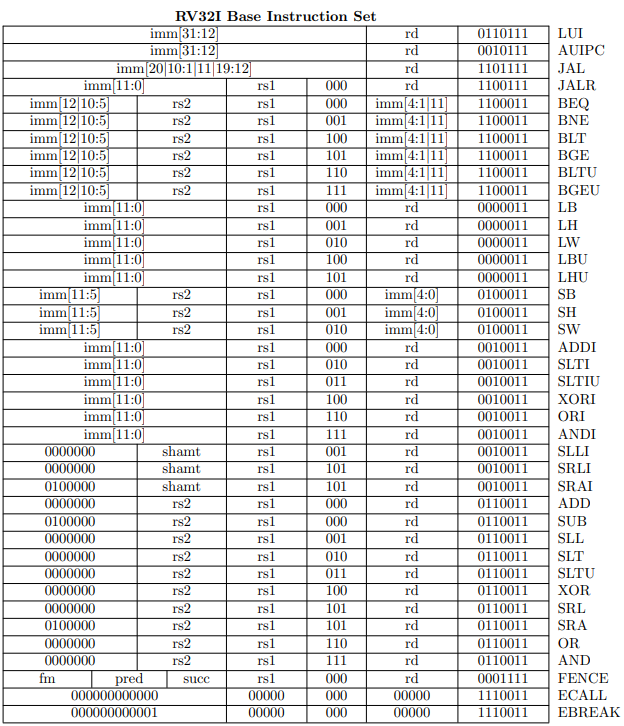 RV32I Base Instruction Set
imm[31:12] rd 0110111 LUI
imm[31:12] rd 0010111 AUIPC
imm[20|10:1|11|19:12] rd 1101111 JAL
imm[11:0] rs1 000 rd 1100111 JALR
imm[12|10:5] rs2 rs1 000 imm[4:1|11] 1100011 BEQ
imm[12|10:5] rs2 rs1 001 imm[4:1|11] 1100011 BNE
imm[12|10:5] rs2 rs1 100 imm[4:1|11] 1100011 BLT
imm[12|10:5] rs2 rs1 101 imm[4:1|11] 1100011 BGE
imm[12|10:5] rs2 rs1 110 imm[4:1|11] 1100011 BLTU
imm[12|10:5] rs2 rs1 111 imm[4:1|11] 1100011 BGEU
imm[11:0] rs1 000 rd 0000011 LB
imm[11:0] rs1 001 rd 0000011 LH
imm[11:0] rs1 010 rd 0000011 LW
imm[11:0] rs1 100 rd 0000011 LBU
imm[11:0] rs1 101 rd 0000011 LHU
imm[11:5] rs2 rs1 000 imm[4:0] 0100011 SB
imm[11:5] rs2 rs1 001 imm[4:0] 0100011 SH
imm[11:5] rs2 rs1 010 imm[4:0] 0100011 SW
imm[11:0] rs1 000 rd 0010011 ADDI
imm[11:0] rs1 010 rd 0010011 SLTI
imm[11:0] rs1 011 rd 0010011 SLTIU
imm[11:0] rs1 100 rd 0010011 XORI
imm[11:0] rs1 110 rd 0010011 ORI
imm[11:0] rs1 111 rd 0010011 ANDI
0000000 shamt rs1 001 rd 0010011 SLLI
0000000 shamt rs1 101 rd 0010011 SRLI
0100000 shamt rs1 101 rd 0010011 SRAI
0000000 rs2 rs1 000 rd 0110011 ADD
0100000 rs2 rs1 000 rd 0110011 SUB
0000000 rs2 rs1 001 rd 0110011 SLL
0000000 rs2 rs1 010 rd 0110011 SLT
0000000 rs2 rs1 011 rd 0110011 SLTU
0000000 rs2 rs1 100 rd 0110011 XOR
0000000 rs2 rs1 101 rd 0110011 SRL
0100000 rs2 rs1 101 rd 0110011 SRA
0000000 rs2 rs1 110 rd 0110011 OR
0000000 rs2 rs1 111 rd 0110011 AND
fm pred succ rs1 000 rd 0001111 FENCE
000000000000 00000 000 00000 1110011 ECALL
000000000001 00000 000 00000 1110011 EBREAK